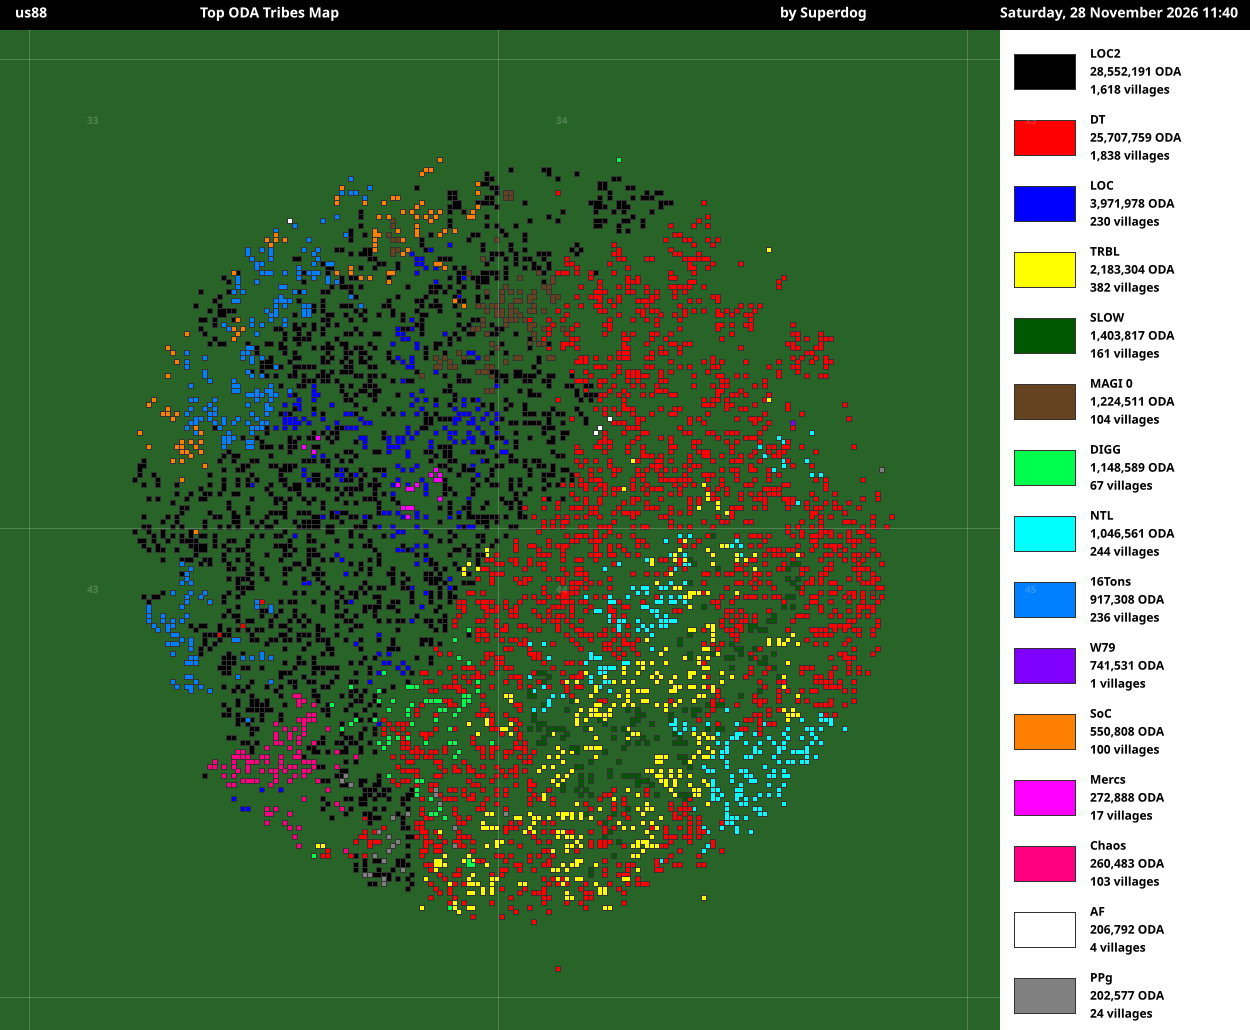 us88 Top ODA Tribes Map by Superdog Saturday, 28 November 2026 11:40
LOC2
28,552,191 ODA
1,618 villages
33 34 35
DT
25,707,759 ODA
1,838 villages
LOC
3,971,978 ODA
230 villages
TRBL
2,183,304 ODA
382 villages
SLOW
1,403,817 ODA
161 villages
MAGI 0
1,224,511 ODA
104 villages
DIGG
1,148,589 ODA
67 villages
NTL
1,046,561 ODA
244 villages
43 44 45
16Tons
917,308 ODA
236 villages
W79
741,531 ODA
1 villages
SoC
550,808 ODA
100 villages
Mercs
272,888 ODA
17 villages
Chaos
260,483 ODA
103 villages
AF
206,792 ODA
4 villages
PPg
202,577 ODA
24 villages